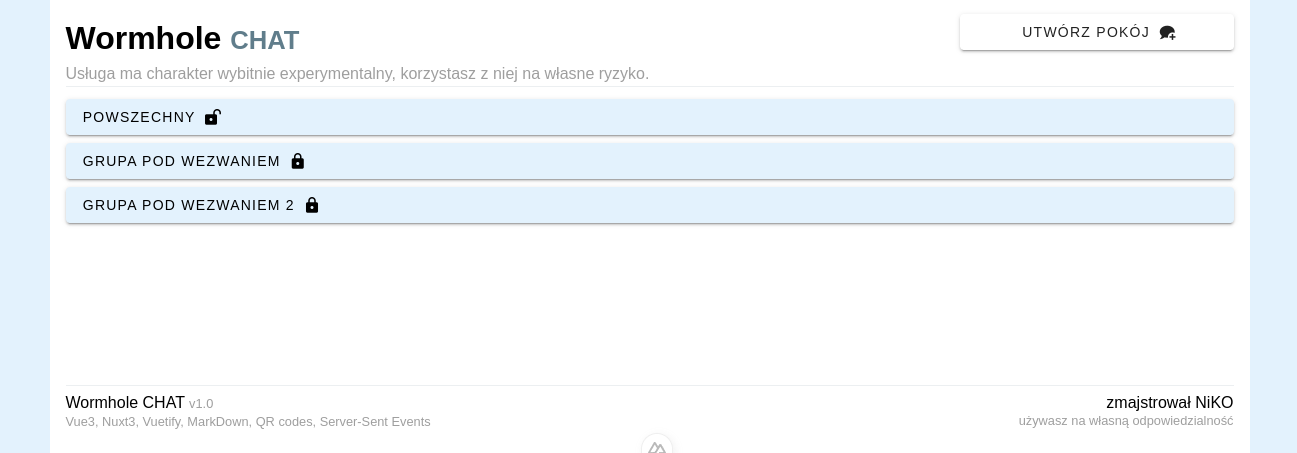 Wormhole CHAT
UTWÓRZ POKÓJ
Usługa ma charakter wybitnie experymentalny, korzystasz z niej na własne ryzyko.
POWSZECHNY
GRUPA POD WEZWANIEM
GRUPA POD WEZWANIEM 2
Wormhole CHAT v1.0
zmajstrował NiKO
Vue3, Nuxt3, Vuetify, MarkDown, QR codes, Server-Sent Events
używasz na własną odpowiedzialność